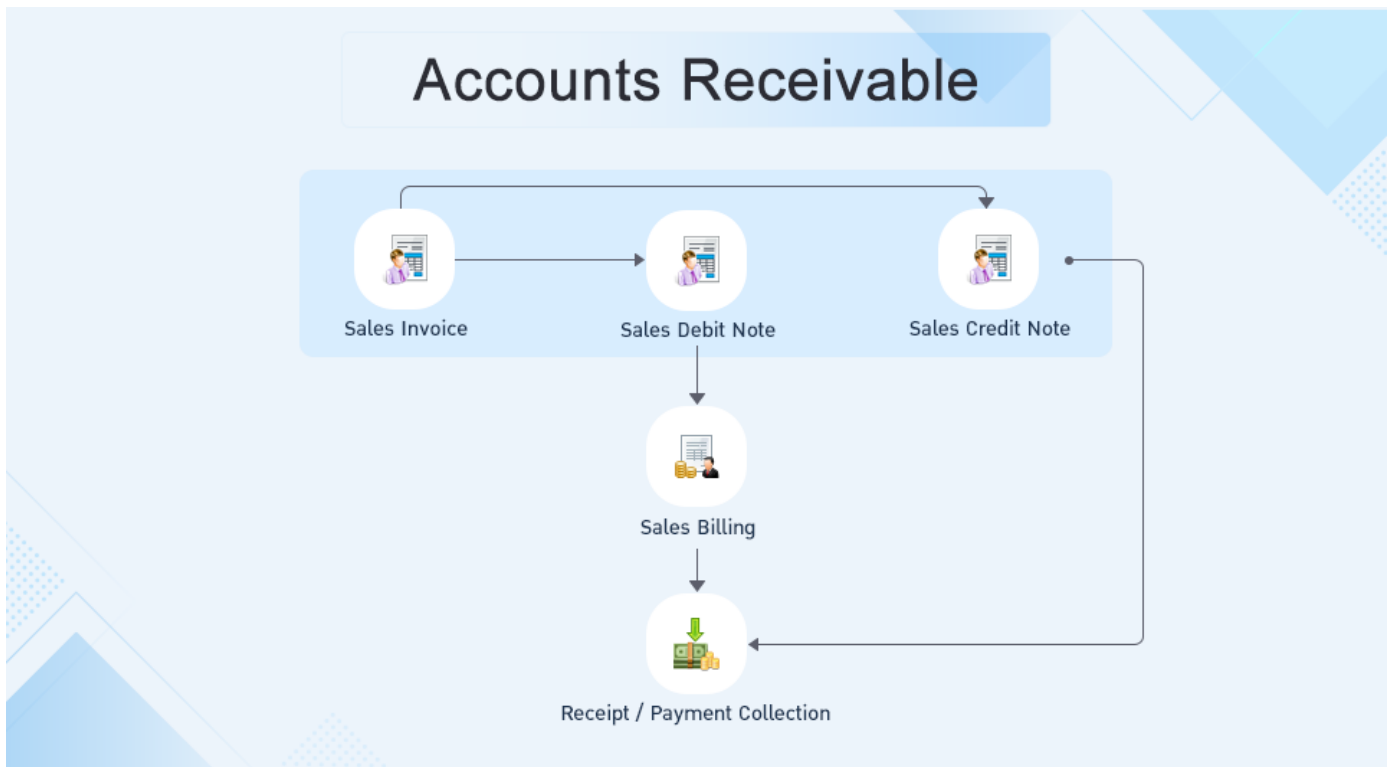 Accounts Receivable
Sales Invoice
Sales Debit Note
Sales Credit Note
Sales Billing
Receipt / Payment Collection